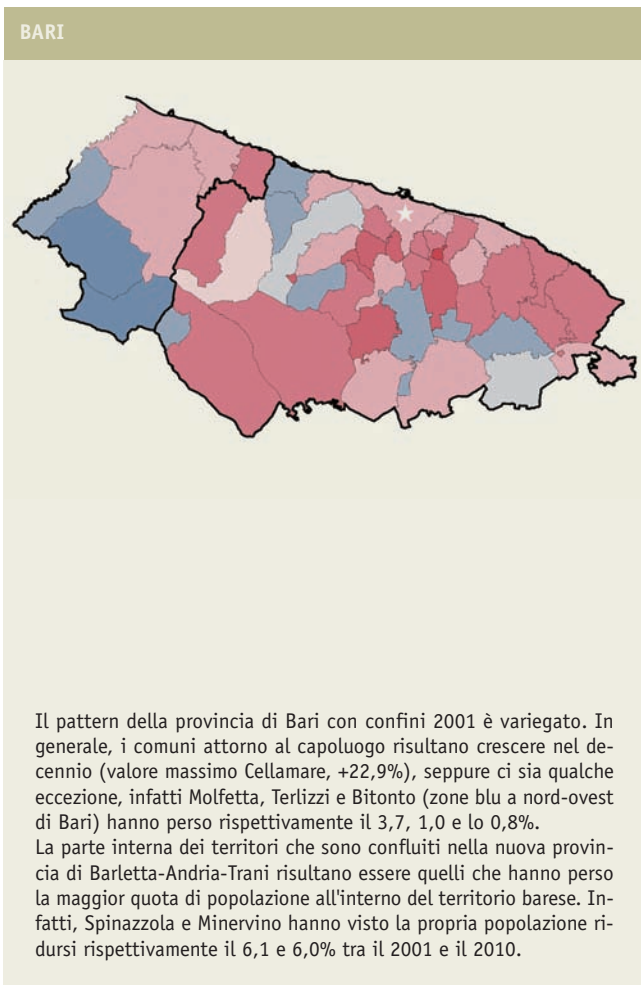 BARI
Il pattern della provincia di Bari con confini 2001 è variegato. In
generale, i comuni attorno al capoluogo risultano crescere nel de-
cennio (valore massimo Cellamare, +22,9%), seppure ci sia qualche
eccezione, infatti Molfetta, Terlizzi e Bitonto (zone blu a nord-ovest
di Bari) hanno perso rispettivamente il 3,7, 1,0 e lo 0,8%.
La parte interna dei territori che sono confluiti nella nuova provin-
cia di Barletta-Andria-Trani risultano essere quelli che hanno perso
la maggior quota di popolazione all'interno del territorio barese. In-
fatti, Spinazzola e Minervino hanno visto la propria popolazione ri-
dursi rispettivamente il 6,1 e 6,0% tra il 2001 e il 2010.